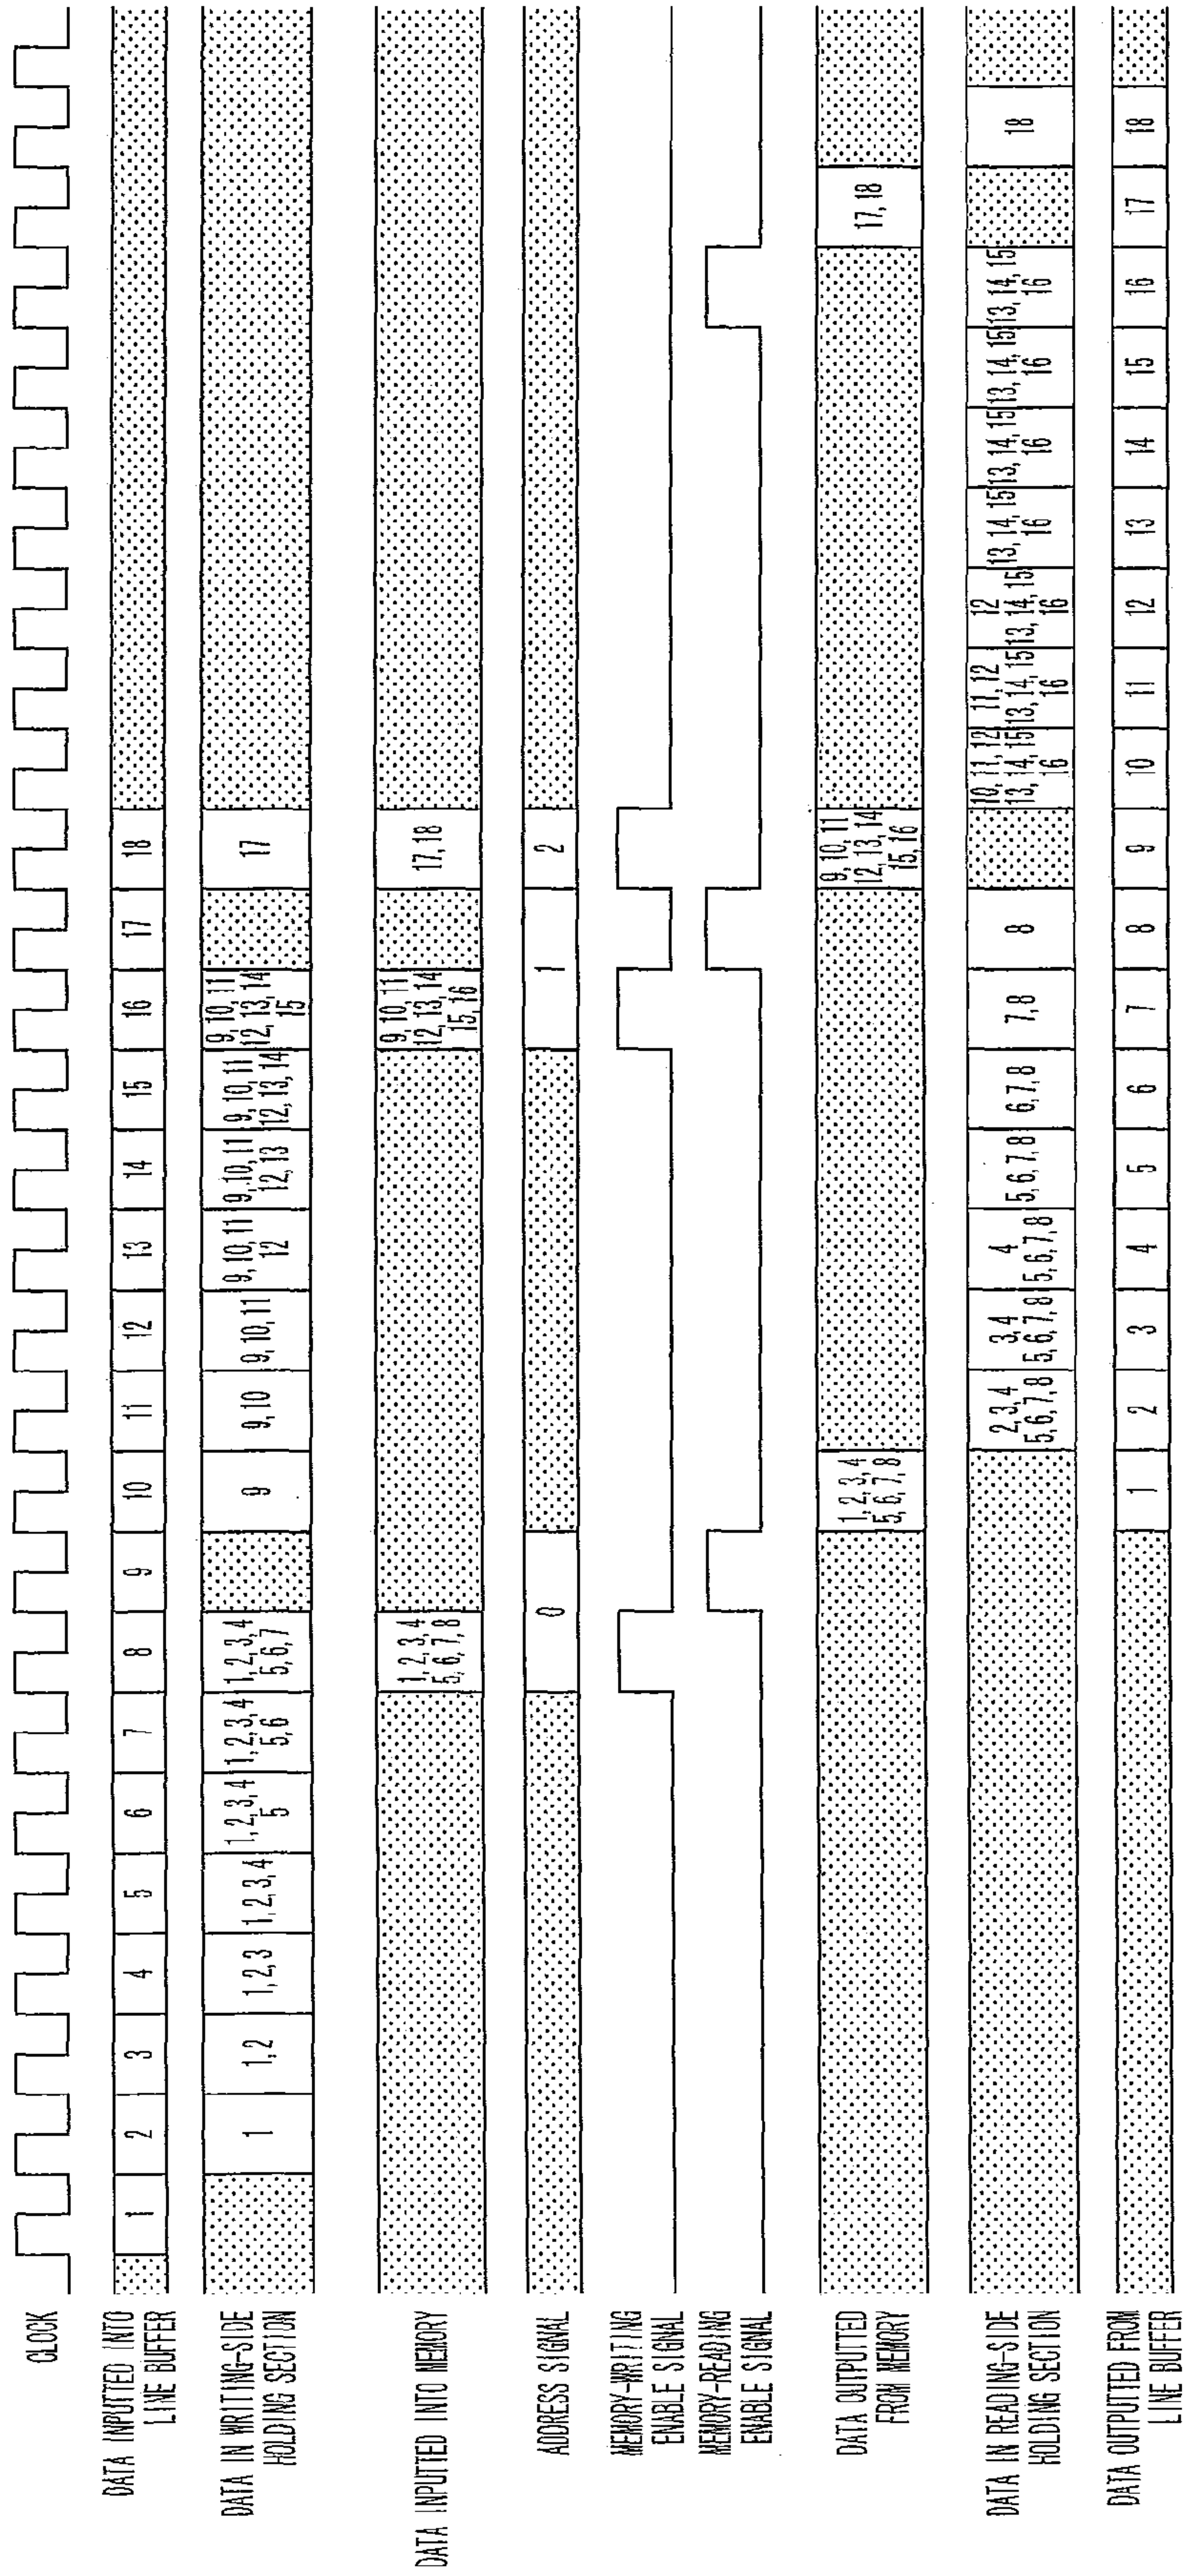 CLOCK
DATA INPUTTED INTO
LINE BUFFER
1 2 3 4 5 6 7 8 9 10 11 12 13 14 15 16 17 18
DATA IN WRITING-SIDE
HOLDING SECTION
1
1, 2
1, 2, 3
1, 2, 3, 4
1, 2, 3, 4
5
1, 2, 3, 4
5, 6
1, 2, 3, 4
5, 6, 7
9
9, 10
9, 10, 11
9, 10, 11
12
9, 10, 11
12, 13
9, 10, 11
12, 13, 14
9, 10, 11
12, 13, 14
15
17
DATA INPUTTED INTO MEMORY
1, 2, 3, 4
5, 6, 7, 8
9, 10, 11
12, 13, 14
15, 16
17, 18
ADDRESS SIGNAL
0 1 2
MEMORY-WRITING
ENABLE SIGNAL
MEMORY-READING
ENABLE SIGNAL
DATA OUTPUTTED
FROM MEMORY
1, 2, 3, 4
5, 6, 7, 8
9, 10, 11
12, 13, 14
15, 16
17, 18
DATA IN READING-SIDE
HOLDING SECTION
2, 3, 4
5, 6, 7, 8
3, 4
5, 6, 7, 8
4
5, 6, 7, 8
5, 6, 7, 8
6, 7, 8
7, 8
8
10, 11, 12
13, 14, 15
16
11, 12
13, 14, 15
16
12
13, 14, 15
16
13, 14, 15
16
13, 14, 15
16
13, 14, 15
16
13, 14, 15
16
18
DATA OUTPUTTED FROM
LINE BUFFER
1 2 3 4 5 6 7 8 9 10 11 12 13 14 15 16 17 18